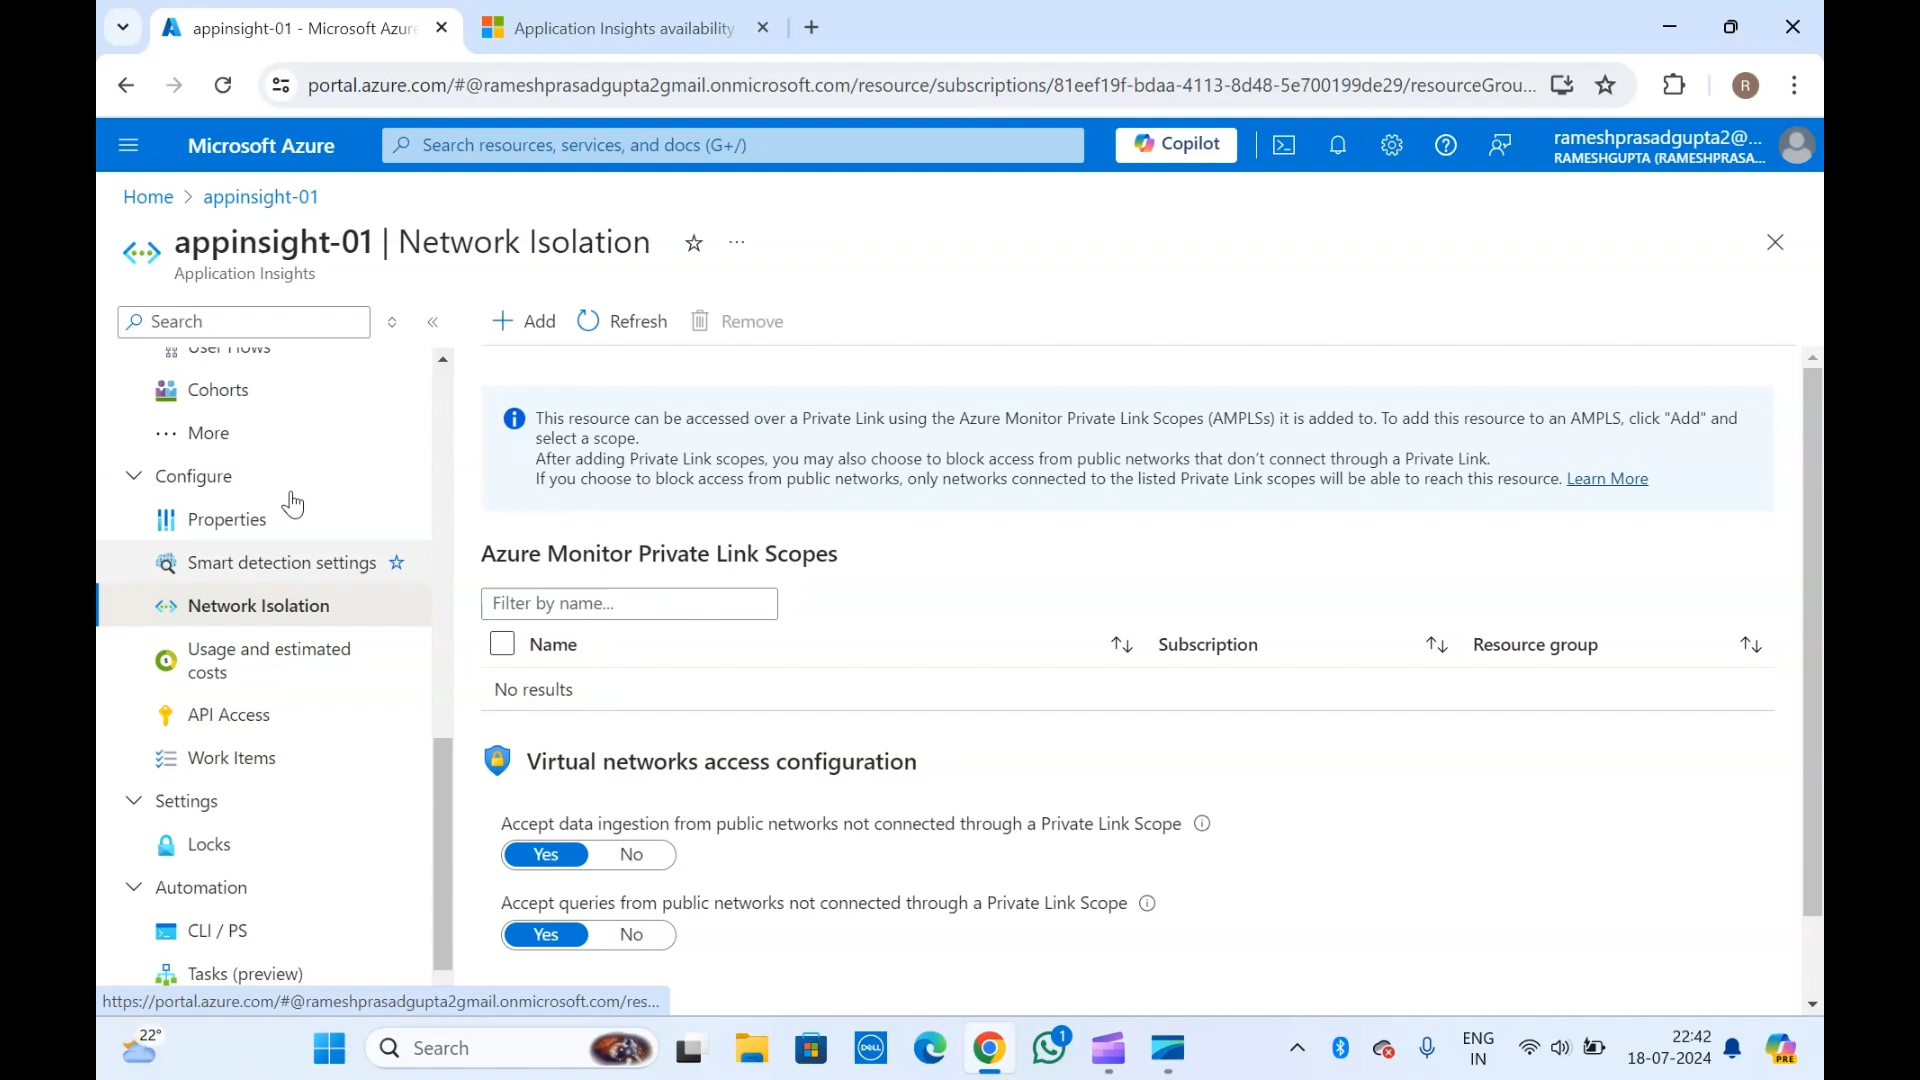 appinsight-01 - Microsoft Azure
Application Insights availability
portal.azure.com/#@rameshprasadgupta2gmail.onmicrosoft.com/resource/subscriptions/81eef19f-bdaa-4113-8d48-5e700199de29/resourceGrou...
R
Microsoft Azure
Search resources, services, and docs (G+/)
Copilot
rameshprasadgupta2@...
RAMESHGUPTA (RAMESHPRASA...
Home > appinsight-01
appinsight-01 | Network Isolation
Application Insights
Search
Add
Refresh
Remove
User Flows
Cohorts
More
Configure
Properties
Smart detection settings
Network Isolation
Usage and estimated
costs
API Access
Work Items
Settings
Locks
Automation
CLI / PS
Tasks (preview)
This resource can be accessed over a Private Link using the Azure Monitor Private Link Scopes (AMPLSs) it is added to. To add this resource to an AMPLS, click "Add" and
select a scope.
After adding Private Link scopes, you may also choose to block access from public networks that don't connect through a Private Link.
If you choose to block access from public networks, only networks connected to the listed Private Link scopes will be able to reach this resource. Learn More
Azure Monitor Private Link Scopes
Filter by name...
Name
Subscription
Resource group
No results
Virtual networks access configuration
Accept data ingestion from public networks not connected through a Private Link Scope
Yes No
Accept queries from public networks not connected through a Private Link Scope
Yes No
https://portal.azure.com/#@rameshprasadgupta2gmail.onmicrosoft.com/res...
22°
Search
DELL
1
ENG
IN
22:42
18-07-2024
PRE